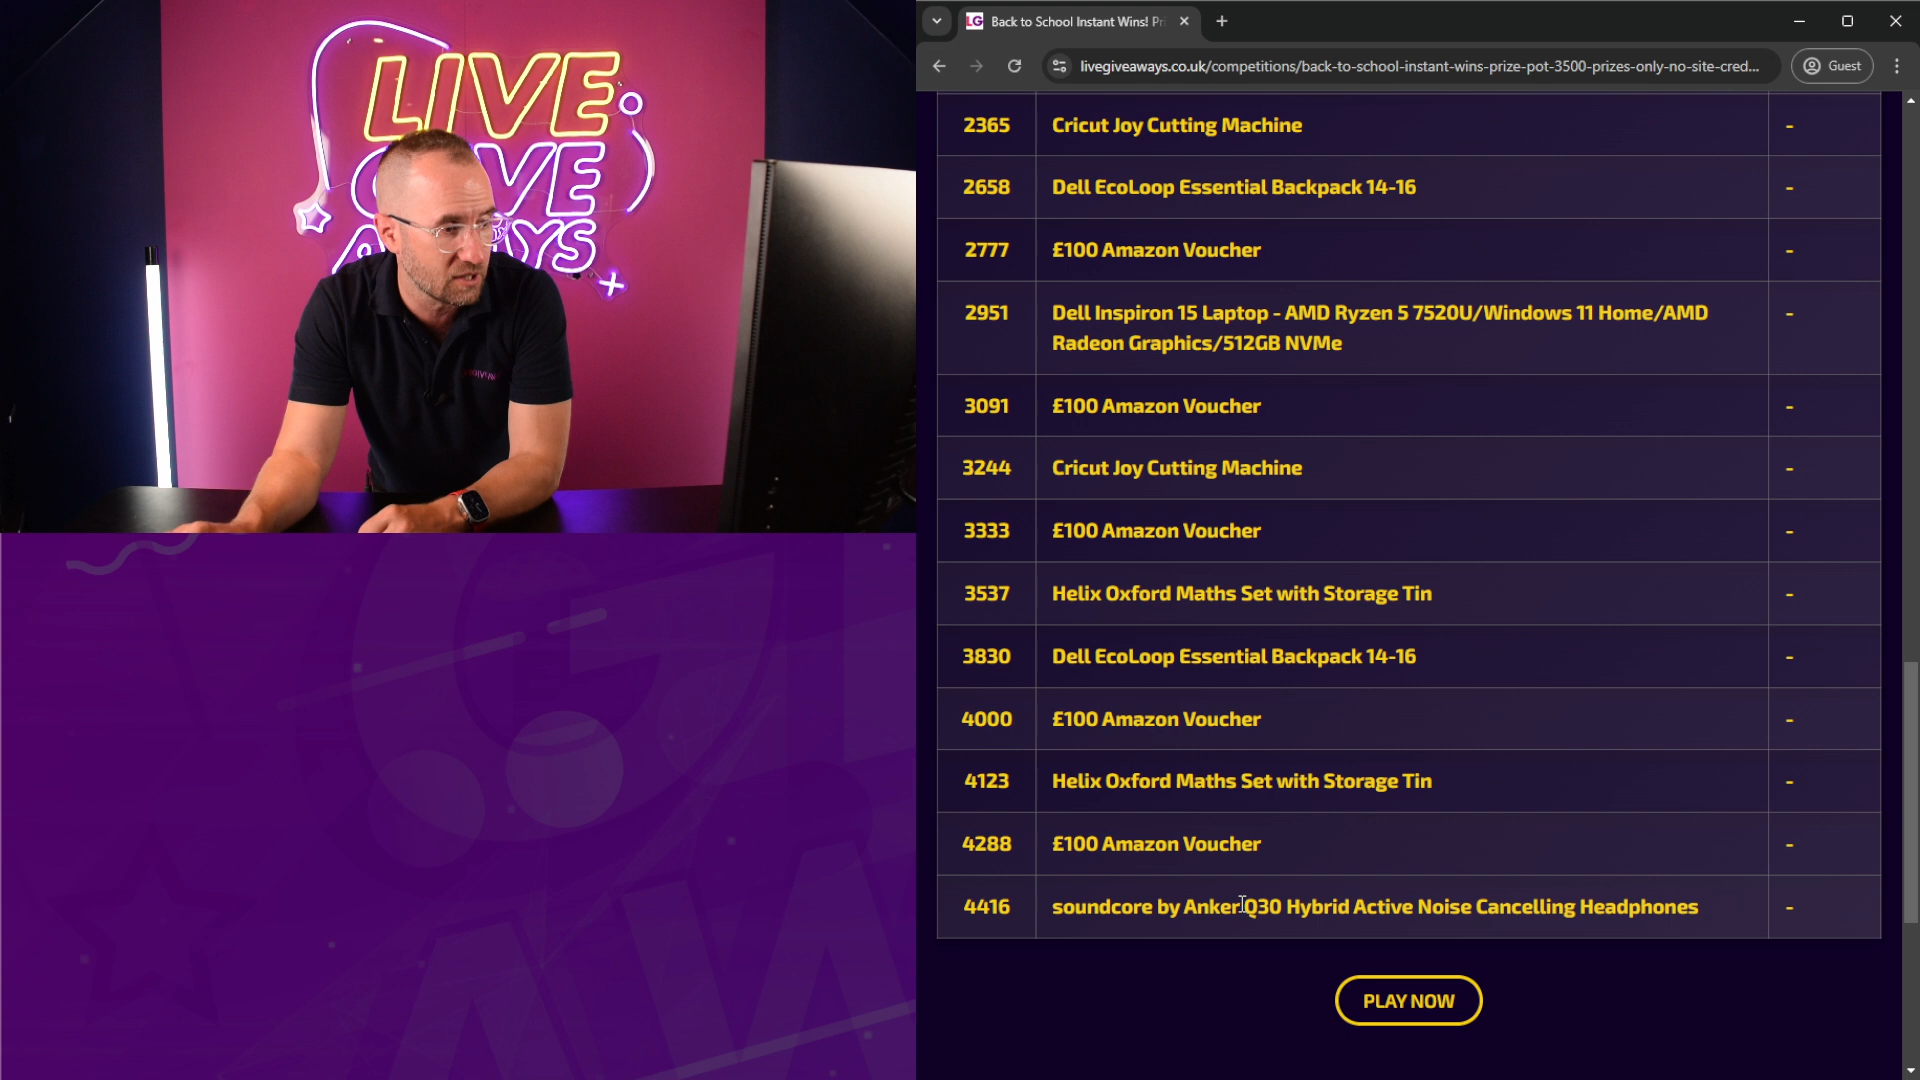 LIVE
GIVE
AWAYS
LG Back to School Instant Wins! Pri
livegiveaways.co.uk/competitions/back-to-school-instant-wins-prize-pot-3500-prizes-only-no-site-cred...
Guest
2365 Cricut Joy Cutting Machine -
2658 Dell EcoLoop Essential Backpack 14-16 -
2777 £100 Amazon Voucher -
2951 Dell Inspiron 15 Laptop - AMD Ryzen 5 7520U/Windows 11 Home/AMD -
Radeon Graphics/512GB NVMe
3091 £100 Amazon Voucher -
3244 Cricut Joy Cutting Machine -
3333 £100 Amazon Voucher -
3537 Helix Oxford Maths Set with Storage Tin -
3830 Dell EcoLoop Essential Backpack 14-16 -
4000 £100 Amazon Voucher -
4123 Helix Oxford Maths Set with Storage Tin -
4288 £100 Amazon Voucher -
4416 soundcore by Anker Q30 Hybrid Active Noise Cancelling Headphones -
PLAY NOW